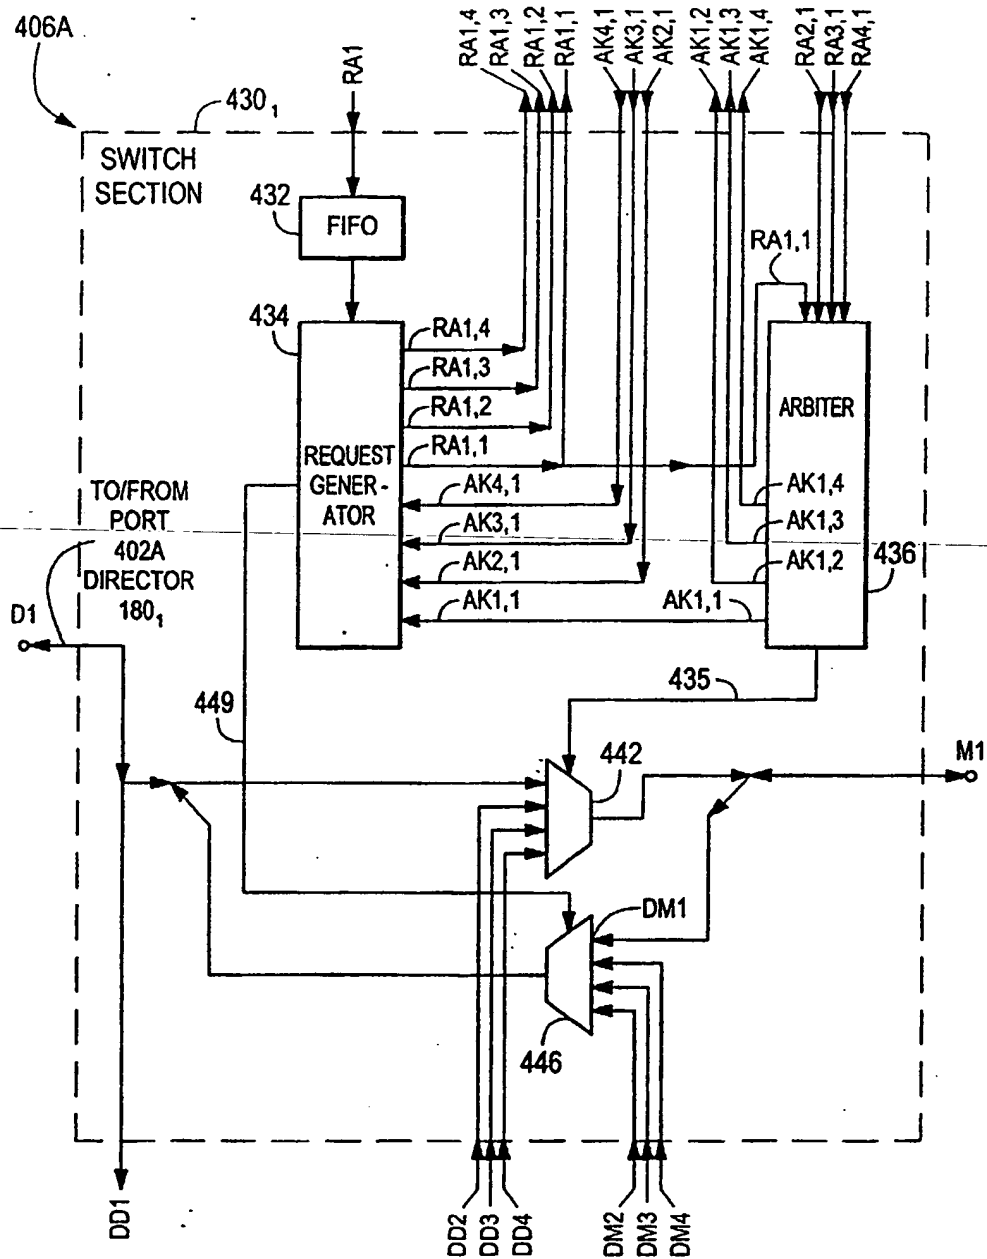 406A
RA1
RA1,4
RA1,3
RA1,2
RA1,1
AK4,1
AK3,1
AK2,1
AK1,2
AK1,3
AK1,4
RA2,1
RA3,1
RA4,1
430₁
SWITCH
SECTION
432
FIFO
RA1,1
434
RA1,4
RA1,3
RA1,2
RA1,1
REQUEST
GENER-
ATOR
AK4,1
AK3,1
AK2,1
AK1,1
ARBITER
AK1,4
AK1,3
AK1,2
AK1,1
436
TO/FROM
PORT
402A
DIRECTOR
180₁
D1
435
449
442
M1
DM1
446
DD1
DD2
DD3
DD4
DM2
DM3
DM4